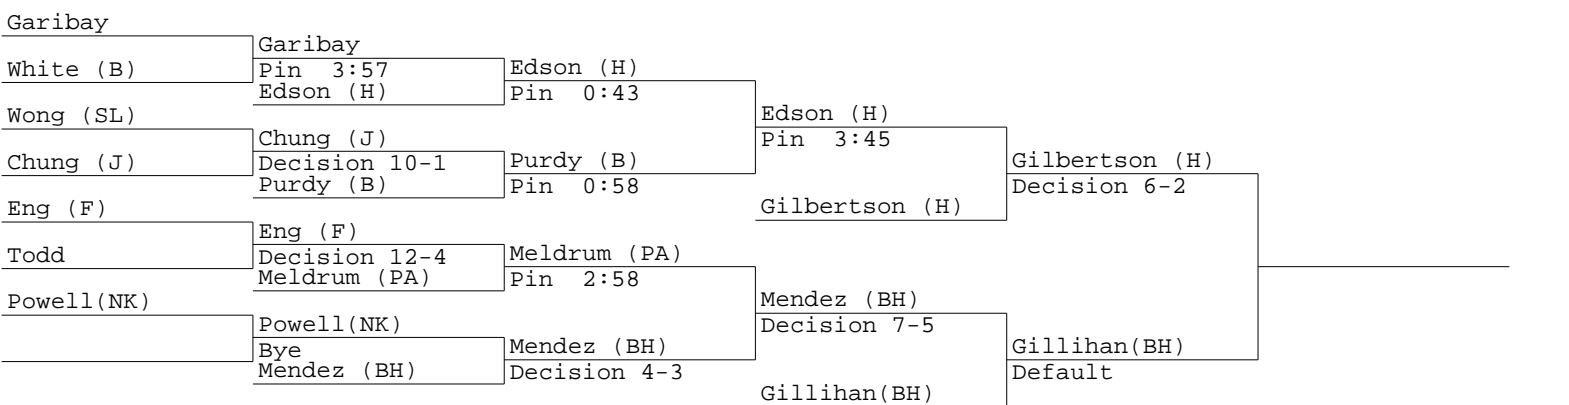 Garibay
White (B)
Wong (SL)
Chung (J)
Eng (F)
Todd
Powell(NK)
Garibay
Pin 3:57
Edson (H)
Chung (J)
Decision 10-1
Purdy (B)
Eng (F)
Decision 12-4
Meldrum (PA)
Powell(NK)
Bye
Mendez (BH)
Edson (H)
Pin 0:43
Purdy (B)
Pin 0:58
Meldrum (PA)
Pin 2:58
Mendez (BH)
Decision 4-3
Edson (H)
Pin 3:45
Gilbertson (H)
Mendez (BH)
Decision 7-5
Gillihan(BH)
Gilbertson (H)
Decision 6-2
Gillihan(BH)
Default